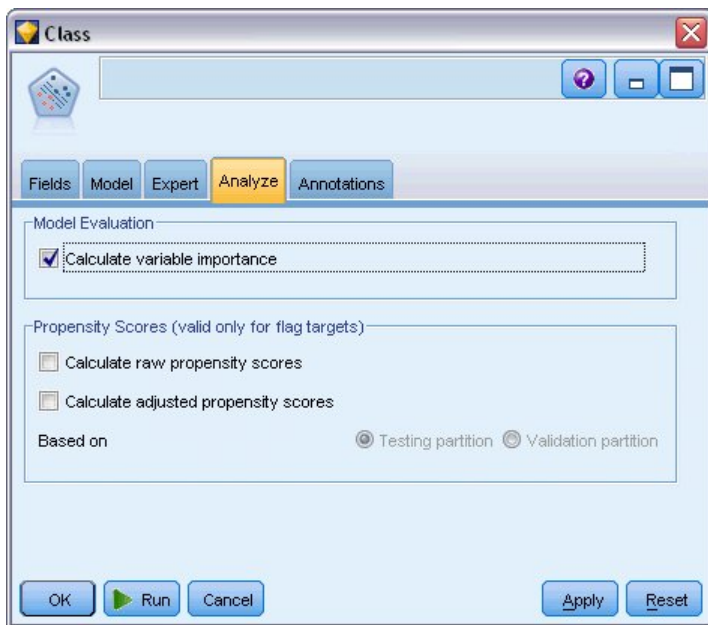 Class
Fields Model Expert Analyze Annotations
Model Evaluation
Calculate variable importance
Propensity Scores (valid only for flag targets)
Calculate raw propensity scores
Calculate adjusted propensity scores
Based on Testing partition Validation partition
OK Run Cancel Apply Reset